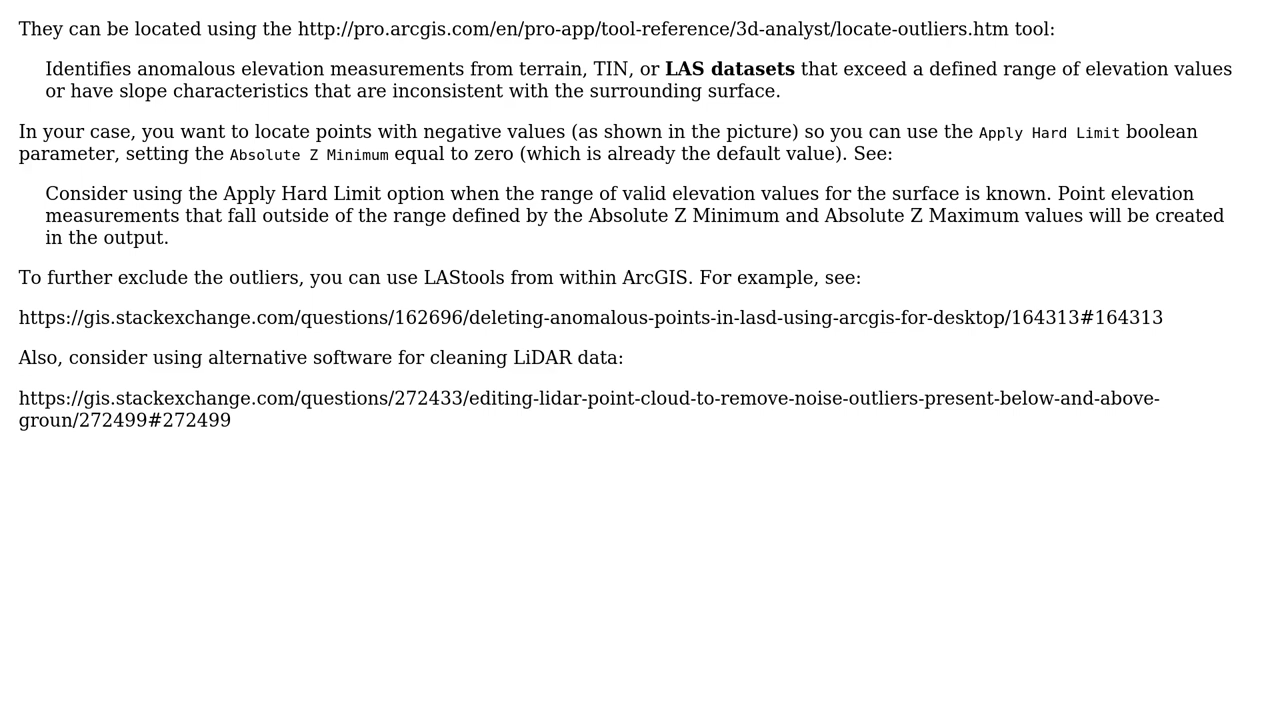 They can be located using the http://pro.arcgis.com/en/pro-app/tool-reference/3d-analyst/locate-outliers.htm tool:
Identifies anomalous elevation measurements from terrain, TIN, or LAS datasets that exceed a defined range of elevation values
or have slope characteristics that are inconsistent with the surrounding surface.
In your case, you want to locate points with negative values (as shown in the picture) so you can use the Apply Hard Limit boolean
parameter, setting the Absolute Z Minimum equal to zero (which is already the default value). See:
Consider using the Apply Hard Limit option when the range of valid elevation values for the surface is known. Point elevation
measurements that fall outside of the range defined by the Absolute Z Minimum and Absolute Z Maximum values will be created
in the output.
To further exclude the outliers, you can use LAStools from within ArcGIS. For example, see:
https://gis.stackexchange.com/questions/162696/deleting-anomalous-points-in-lasd-using-arcgis-for-desktop/164313#164313
Also, consider using alternative software for cleaning LiDAR data:
https://gis.stackexchange.com/questions/272433/editing-lidar-point-cloud-to-remove-noise-outliers-present-below-and-above-
groun/272499#272499